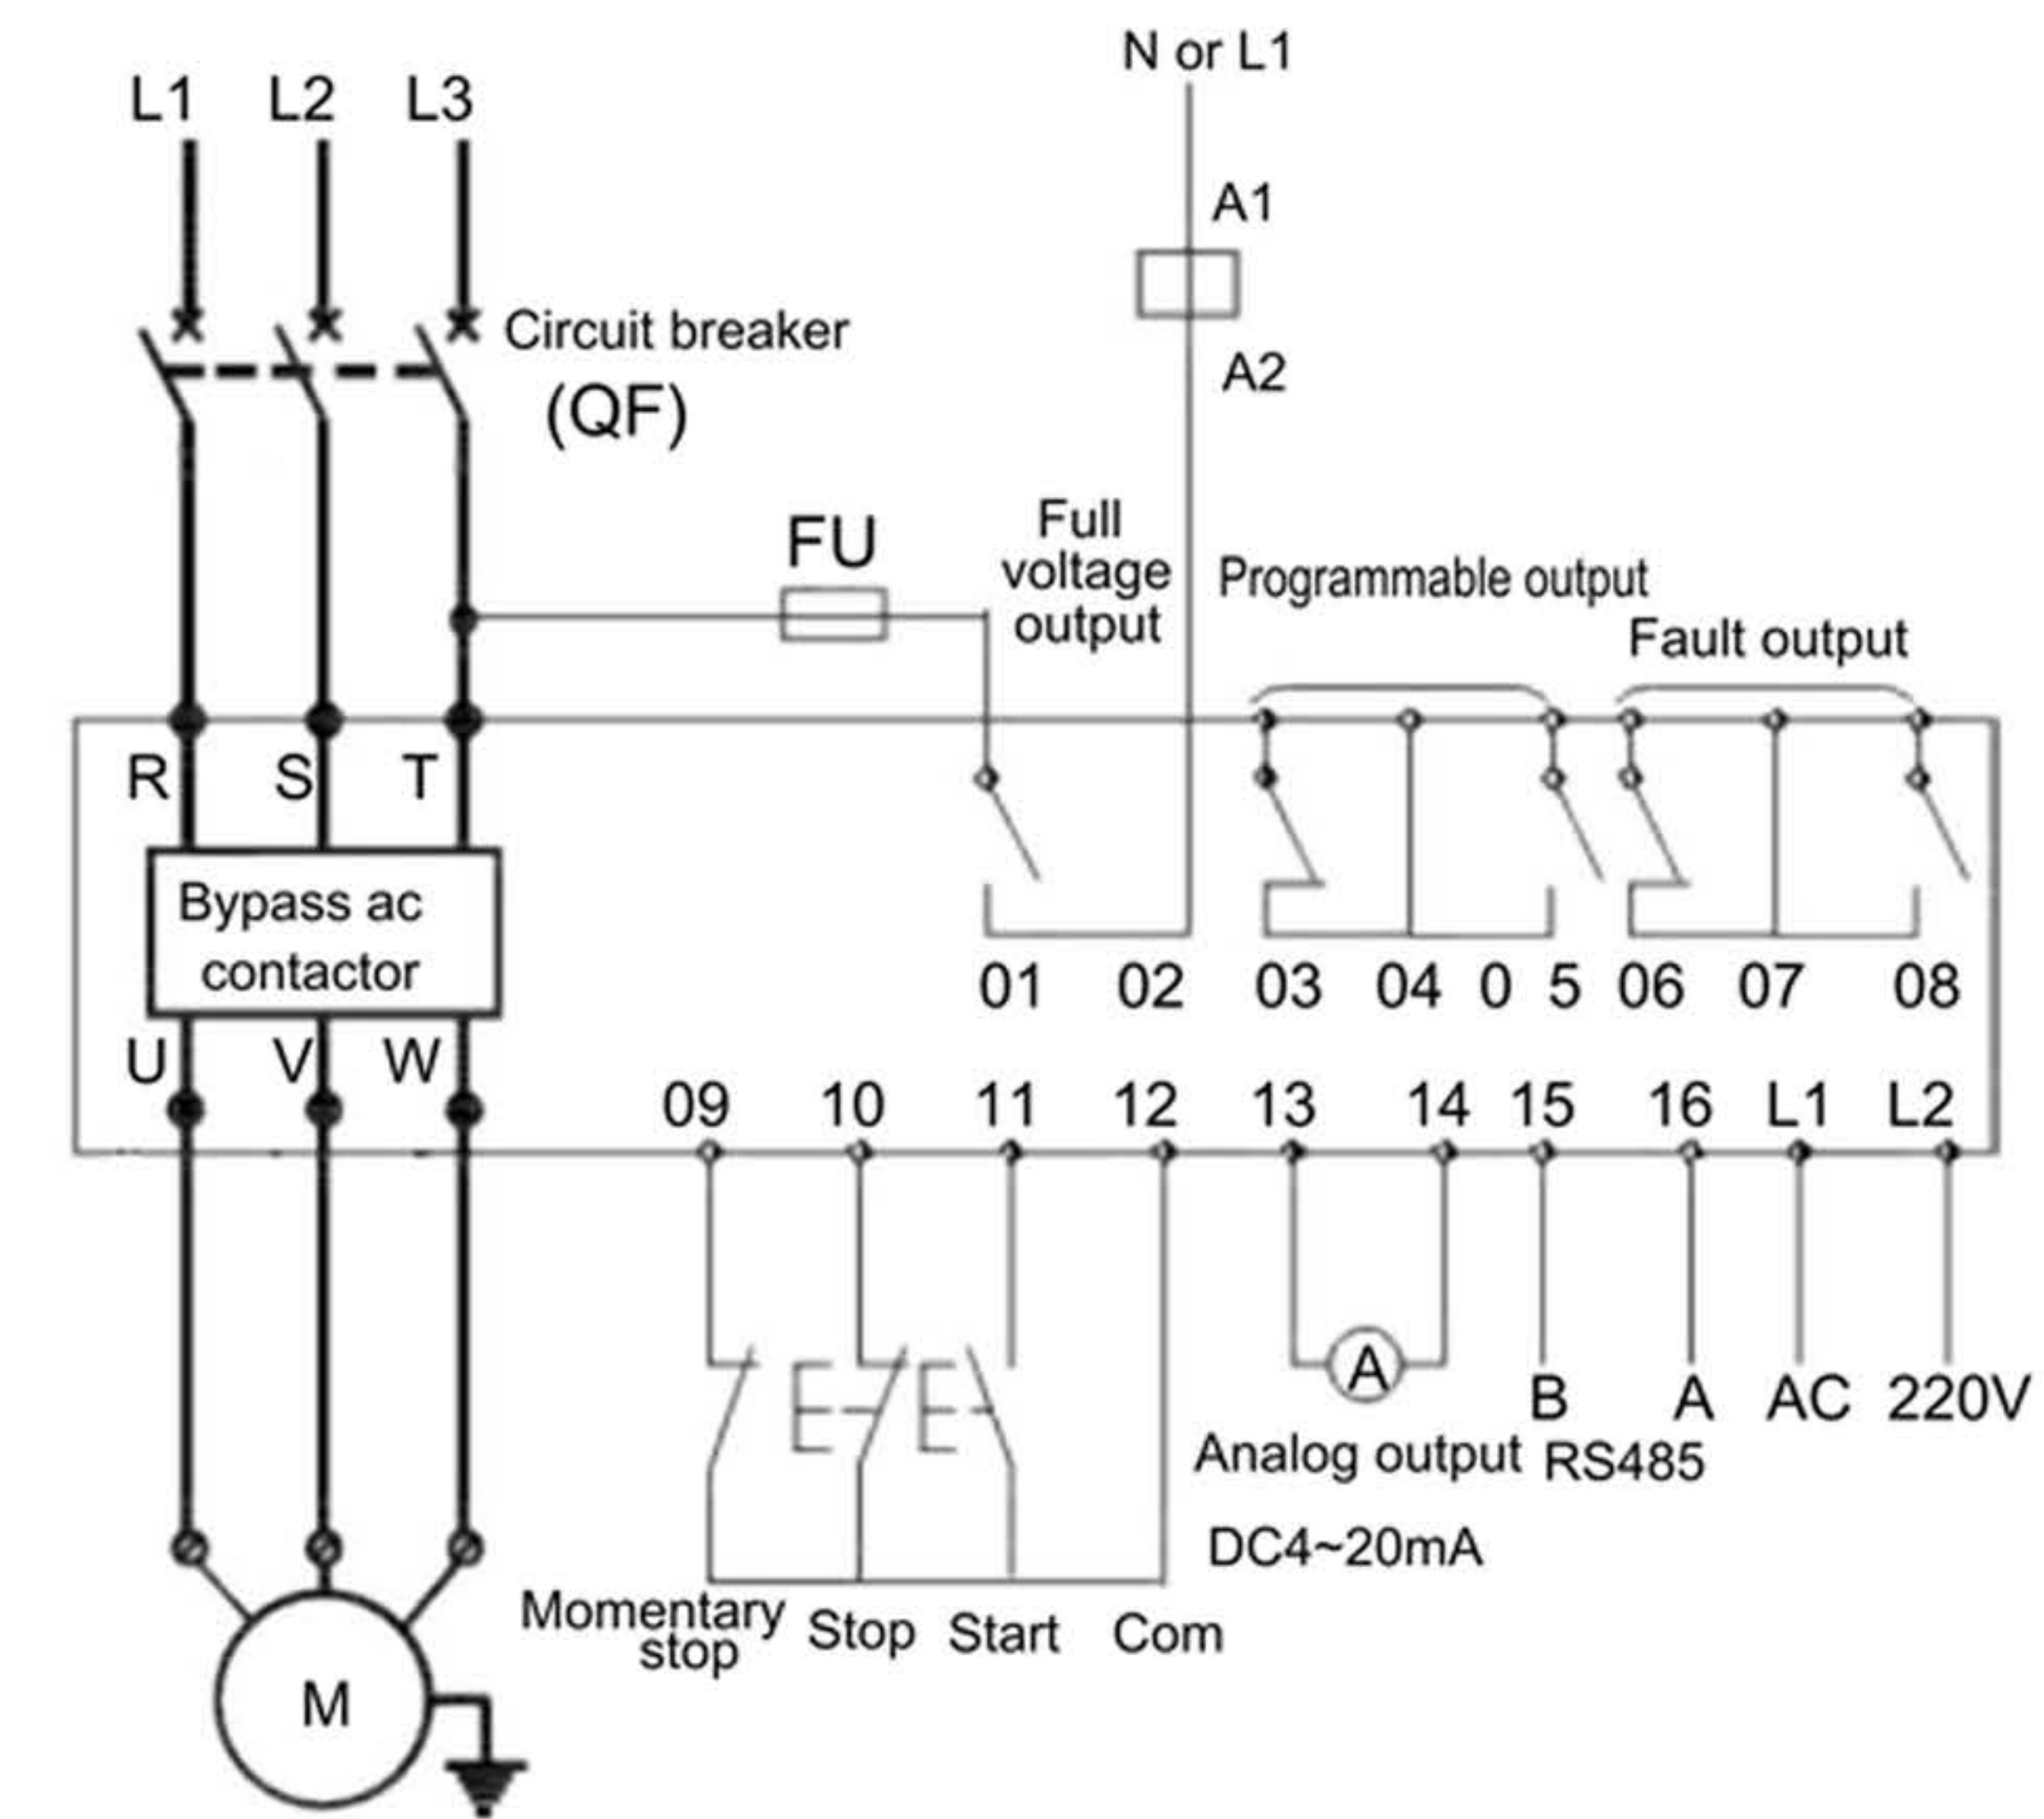 N or L1
L1 L2 L3
A1
Circuit breaker
(QF)
A2
FU
Full
voltage
output
Programmable output
Fault output
R S T
Bypass ac
contactor
01 02 03 04 0 5 06 07 08
U V W
09 10 11 12 13 14 15 16 L1 L2
A
B A AC 220V
Analog output RS485
DC4~20mA
Momentary
stop
Stop Start Com
M